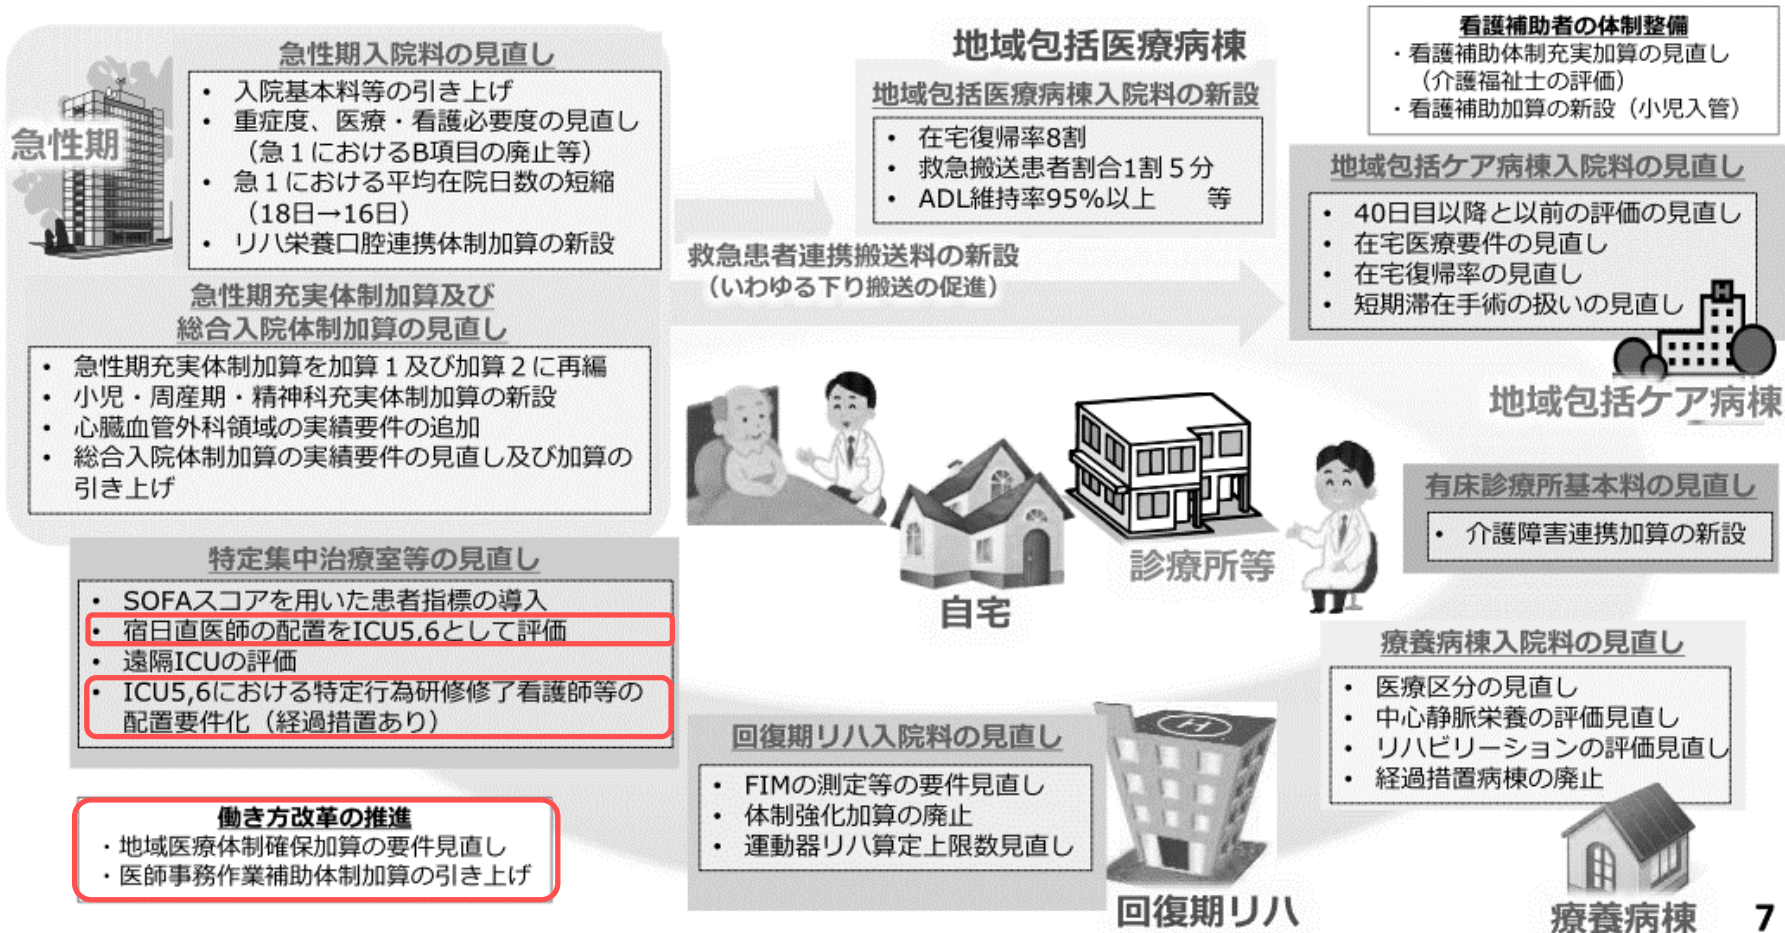 急性期
急性期入院料の見直し
• 入院基本料等の引き上げ
• 重症度、医療・看護必要度の見直し
（急１におけるB項目の廃止等）
• 急１における平均在院日数の短縮
（18日→16日）
• リハ栄養口腔連携体制加算の新設
急性期充実体制加算及び
総合入院体制加算の見直し
• 急性期充実体制加算を加算１及び加算２に再編
• 小児・周産期・精神科充実体制加算の新設
• 心臓血管外科領域の実績要件の追加
• 総合入院体制加算の実績要件の見直し及び加算の
引き上げ
特定集中治療室等の見直し
• SOFAスコアを用いた患者指標の導入
• 宿日直医師の配置をICU5,6として評価
• 遠隔ICUの評価
• ICU5,6における特定行為研修修了看護師等の
配置要件化（経過措置あり）
働き方改革の推進
・地域医療体制確保加算の要件見直し
・医師事務作業補助体制加算の引き上げ
地域包括医療病棟
地域包括医療病棟入院料の新設
• 在宅復帰率8割
• 救急搬送患者割合1割５分
• ADL維持率95%以上　　等
救急患者連携搬送料の新設
（いわゆる下り搬送の促進）
自宅
診療所等
回復期リハ入院料の見直し
• FIMの測定等の要件見直し
• 体制強化加算の廃止
• 運動器リハ算定上限数見直し
H
回復期リハ
看護補助者の体制整備
・看護補助体制充実加算の見直し
（介護福祉士の評価）
・看護補助加算の新設（小児入管）
地域包括ケア病棟入院料の見直し
• 40日目以降と以前の評価の見直し
• 在宅医療要件の見直し
• 在宅復帰率の見直し
• 短期滞在手術の扱いの見直し
H
地域包括ケア病棟
有床診療所基本料の見直し
• 介護障害連携加算の新設
療養病棟入院料の見直し
• 医療区分の見直し
• 中心静脈栄養の評価見直し
• リハビリーションの評価見直し
• 経過措置病棟の廃止
療養病棟
7